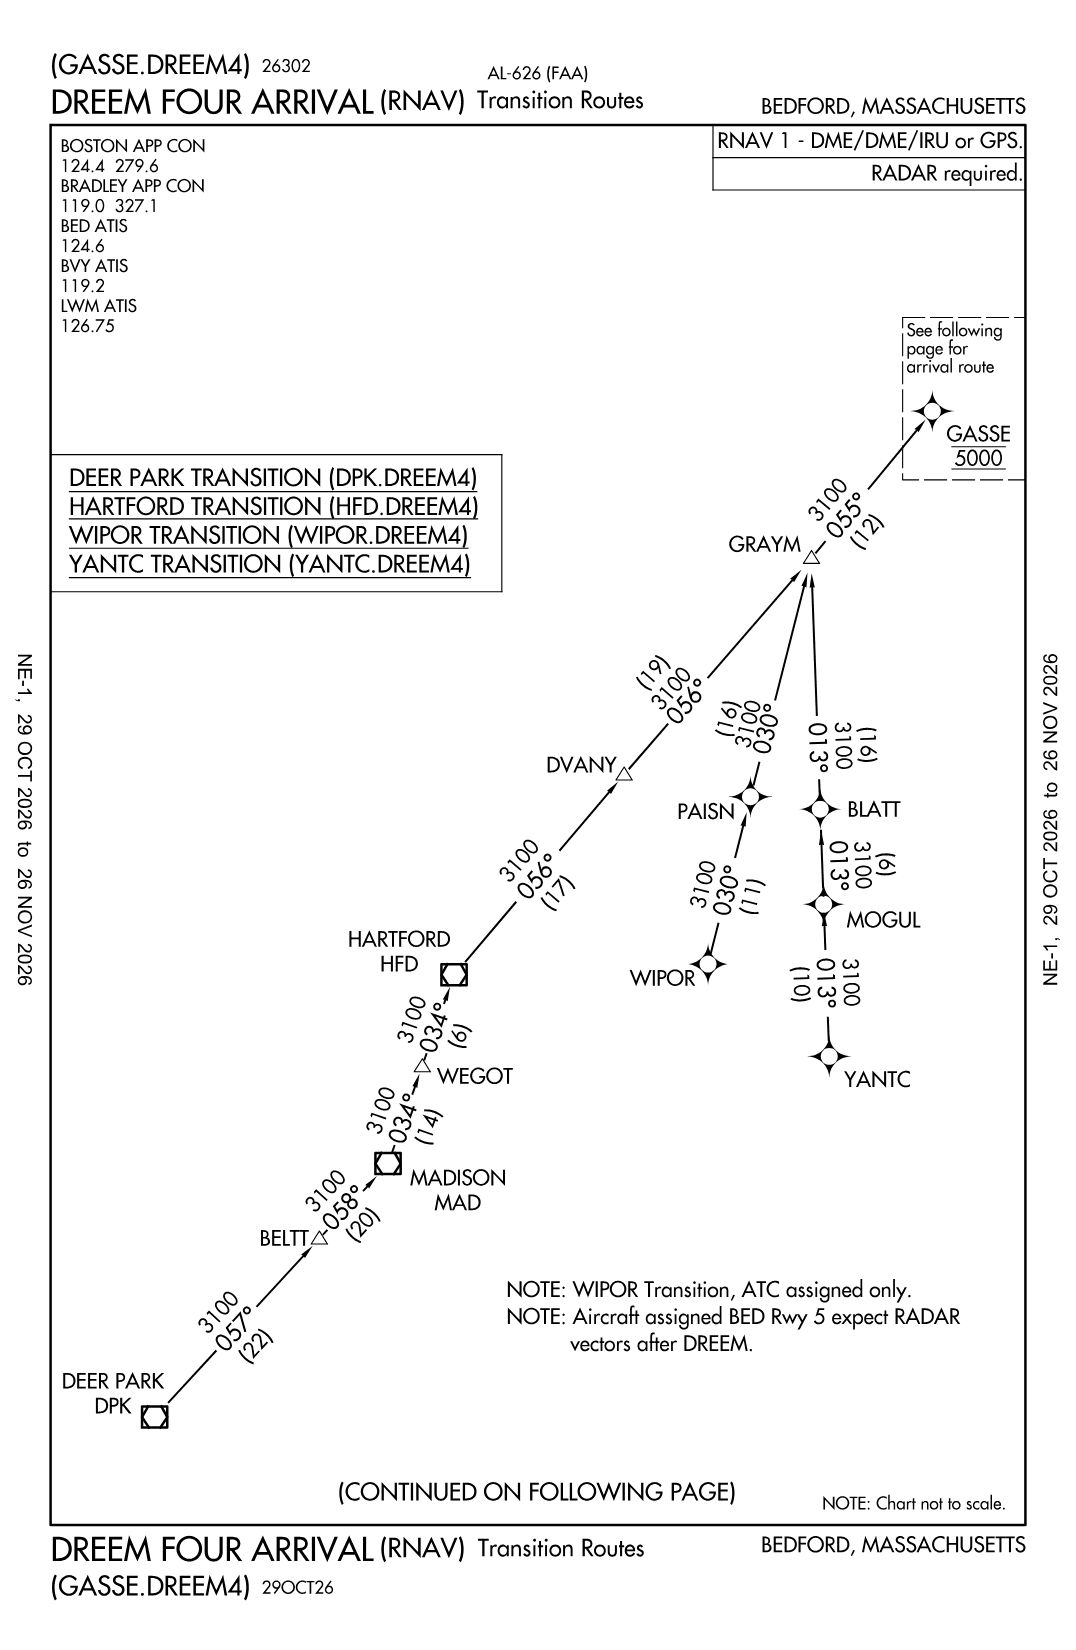 (GASSE.DREEM4) 26302
AL-626 (FAA)
DREEM FOUR ARRIVAL (RNAV) Transition Routes
BEDFORD, MASSACHUSETTS
BOSTON APP CON
124.4 279.6
BRADLEY APP CON
119.0 327.1
BED ATIS
124.6
BVY ATIS
119.2
LWM ATIS
126.75
RNAV 1 - DME/DME/IRU or GPS.
RADAR required.
See following
page for
arrival route
GASSE
5000
DEER PARK TRANSITION (DPK.DREEM4)
HARTFORD TRANSITION (HFD.DREEM4)
WIPOR TRANSITION (WIPOR.DREEM4)
YANTC TRANSITION (YANTC.DREEM4)
3100
055°
(12)
GRAYM
(19)
3100
056°
(16)
3100
030°
(16)
3100
013°
DVANY
PAISN
BLATT
3100
056°
(17)
3100
030°
(11)
(6)
3100
013°
MOGUL
HARTFORD
HFD
WIPOR
3100
013°
(10)
3100
034°
(6)
WEGOT
YANTC
3100
034°
(14)
MADISON
MAD
3100
058°
(20)
BELTT
3100
057°
(22)
DEER PARK
DPK
NOTE: WIPOR Transition, ATC assigned only.
NOTE: Aircraft assigned BED Rwy 5 expect RADAR
vectors after DREEM.
(CONTINUED ON FOLLOWING PAGE)
NOTE: Chart not to scale.
NE-1, 29 OCT 2026 to 26 NOV 2026
NE-1, 29 OCT 2026 to 26 NOV 2026
DREEM FOUR ARRIVAL (RNAV) Transition Routes
BEDFORD, MASSACHUSETTS
(GASSE.DREEM4) 29OCT26